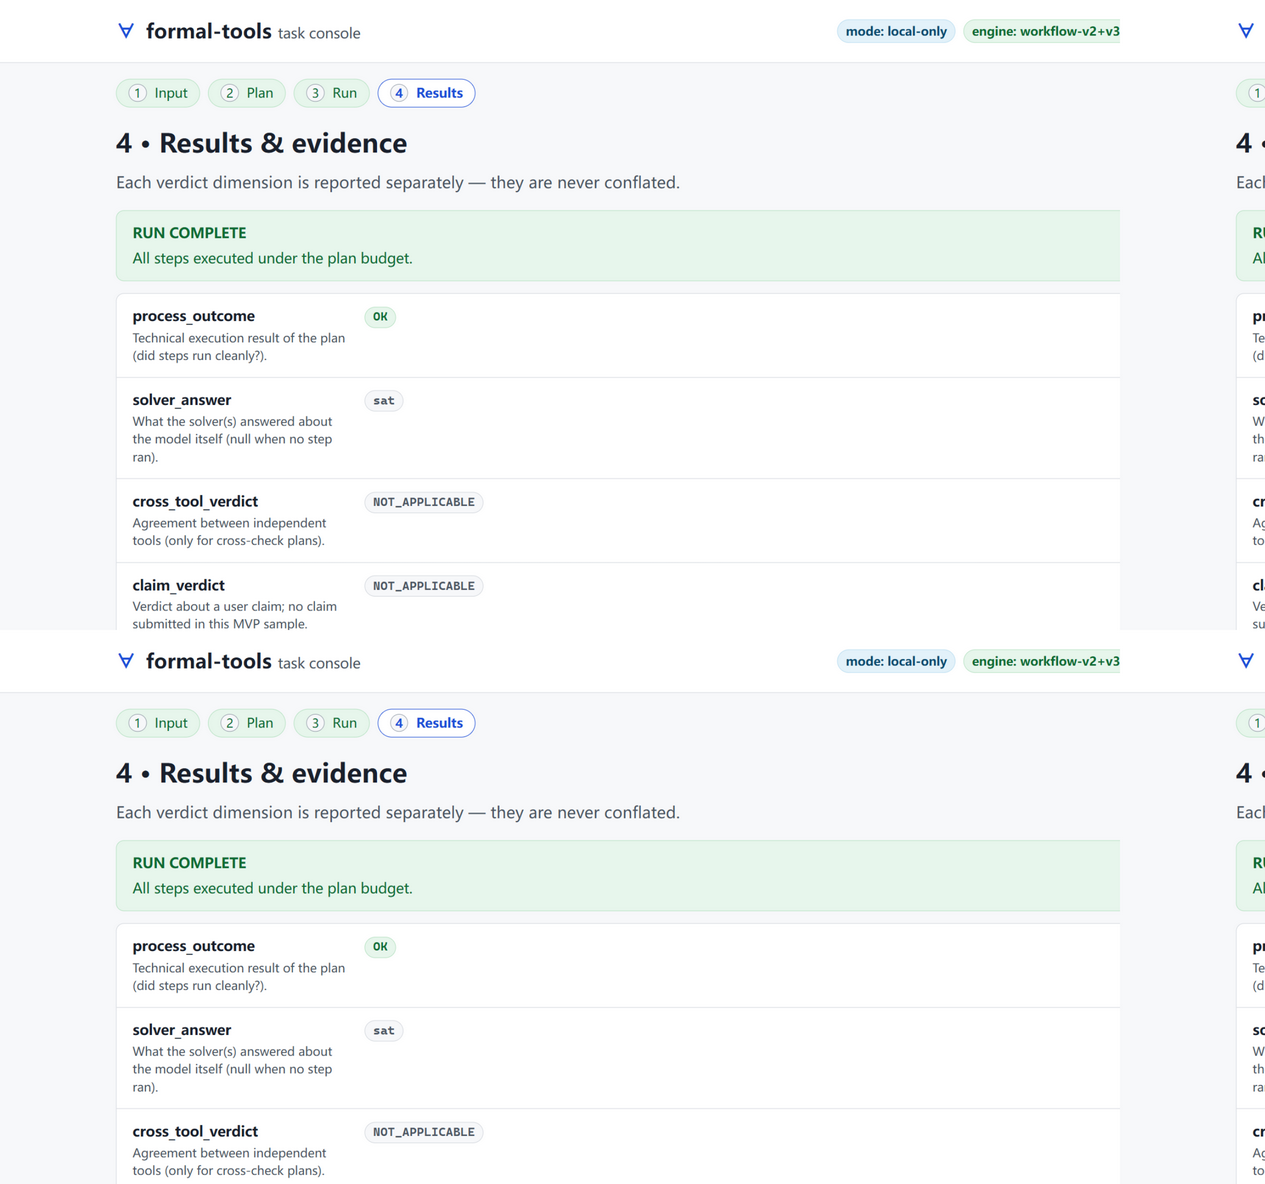 formal-tools task console
mode: local-only engine: workflow-v2+v3
1 Input 2 Plan 3 Run 4 Results
4 • Results & evidence
Each verdict dimension is reported separately — they are never conflated.
RUN COMPLETE
All steps executed under the plan budget.
process_outcome OK
Technical execution result of the plan
(did steps run cleanly?).
solver_answer sat
What the solver(s) answered about
the model itself (null when no step
ran).
cross_tool_verdict NOT_APPLICABLE
Agreement between independent
tools (only for cross-check plans).
claim_verdict NOT_APPLICABLE
Verdict about a user claim; no claim
submitted in this MVP sample.
1
4 •
formal-tools task console
mode: local-only engine: workflow-v2+v3
1 Input 2 Plan 3 Run 4 Results
4 • Results & evidence
Each verdict dimension is reported separately — they are never conflated.
RUN COMPLETE
All steps executed under the plan budget.
process_outcome OK
Technical execution result of the plan
(did steps run cleanly?).
solver_answer sat
What the solver(s) answered about
the model itself (null when no step
ran).
cross_tool_verdict NOT_APPLICABLE
Agreement between independent
tools (only for cross-check plans).
1
4 •